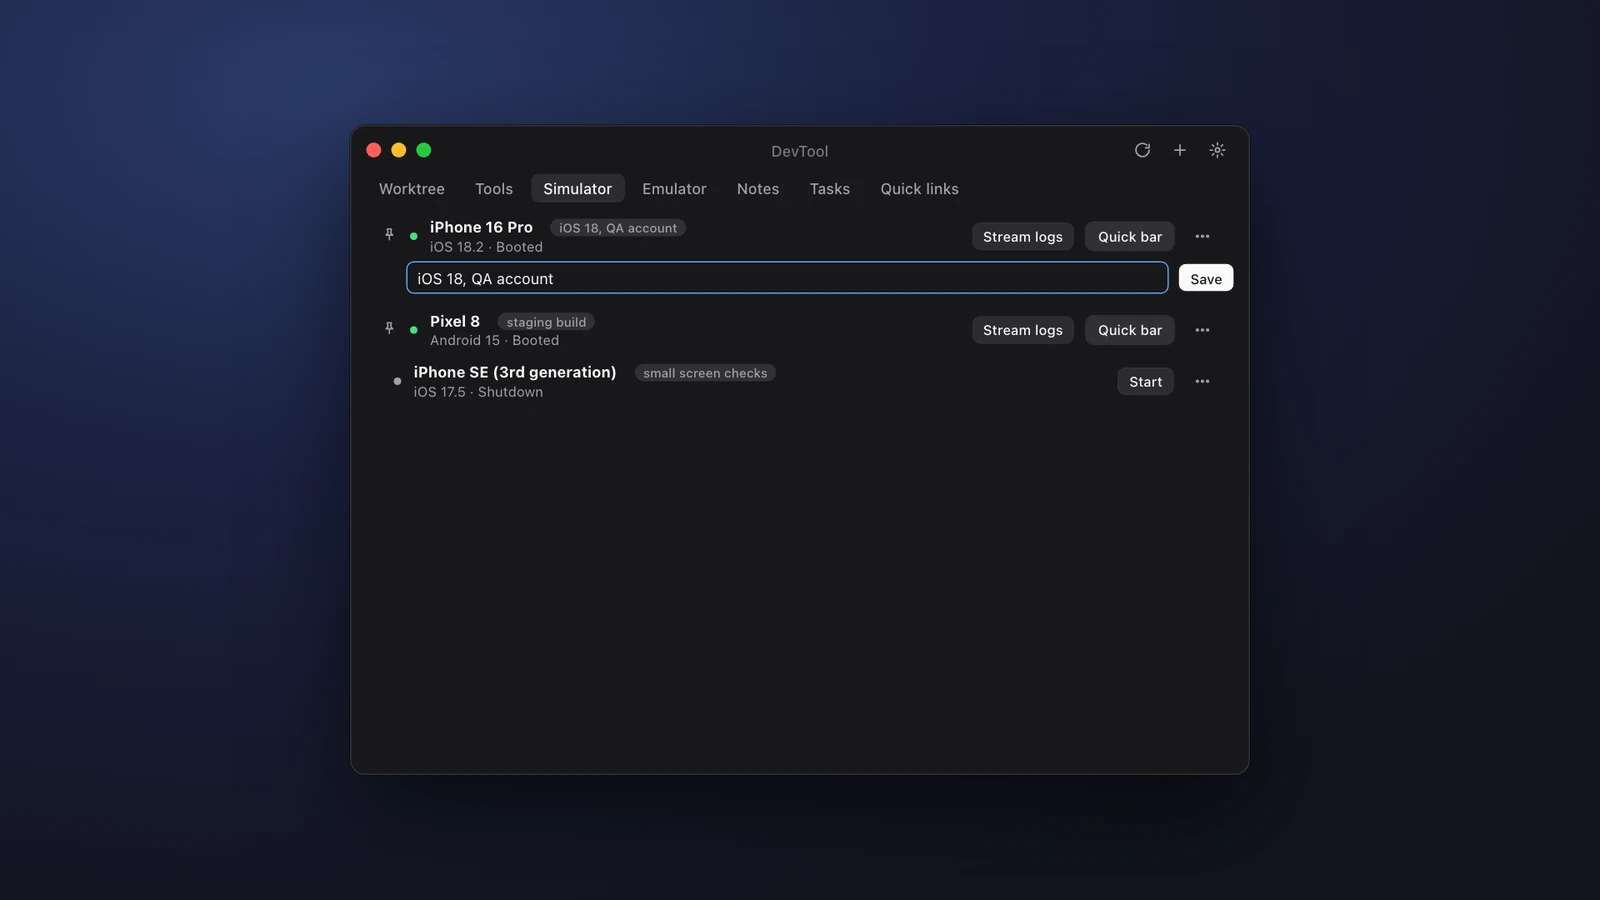 DevTool
Worktree Tools Simulator Emulator Notes Tasks Quick links
iPhone 16 Pro iOS 18, QA account
iOS 18.2 · Booted
Stream logs Quick bar
iOS 18, QA account Save
Pixel 8 staging build
Android 15 · Booted
Stream logs Quick bar
iPhone SE (3rd generation) small screen checks
iOS 17.5 · Shutdown
Start